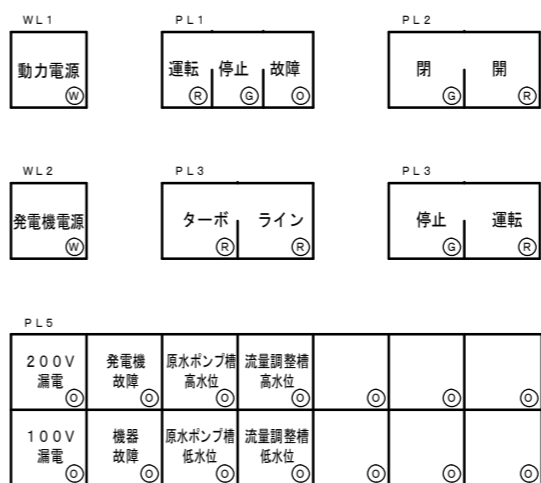 WL1 PL1 PL2
動力電源 運転 停止 故障 閉 開
Ⓦ Ⓡ Ⓖ Ⓞ Ⓖ Ⓡ
WL2 PL3 PL3
発電機電源 ターボ ライン 停止 運転
Ⓦ Ⓡ Ⓡ Ⓖ Ⓡ
PL5
200V 発電機 原水ポンプ槽 流量調整槽
漏電 故障 高水位 高水位
Ⓞ Ⓞ Ⓞ Ⓞ Ⓞ Ⓞ Ⓞ
100V 機器 原水ポンプ槽 流量調整槽
漏電 故障 低水位 低水位
Ⓞ Ⓞ Ⓞ Ⓞ Ⓞ Ⓞ Ⓞ